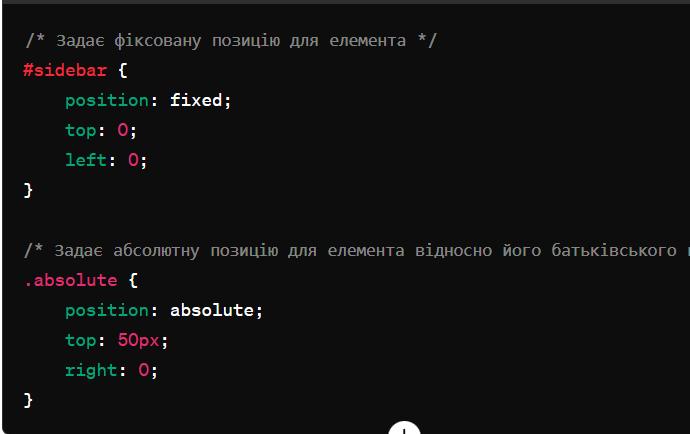 /* Задає фіксовану позицію для елемента */
#sidebar {
    position: fixed;
    top: 0;
    left: 0;
}

/* Задає абсолютну позицію для елемента відносно його батьківського
.absolute {
    position: absolute;
    top: 50px;
    right: 0;
}